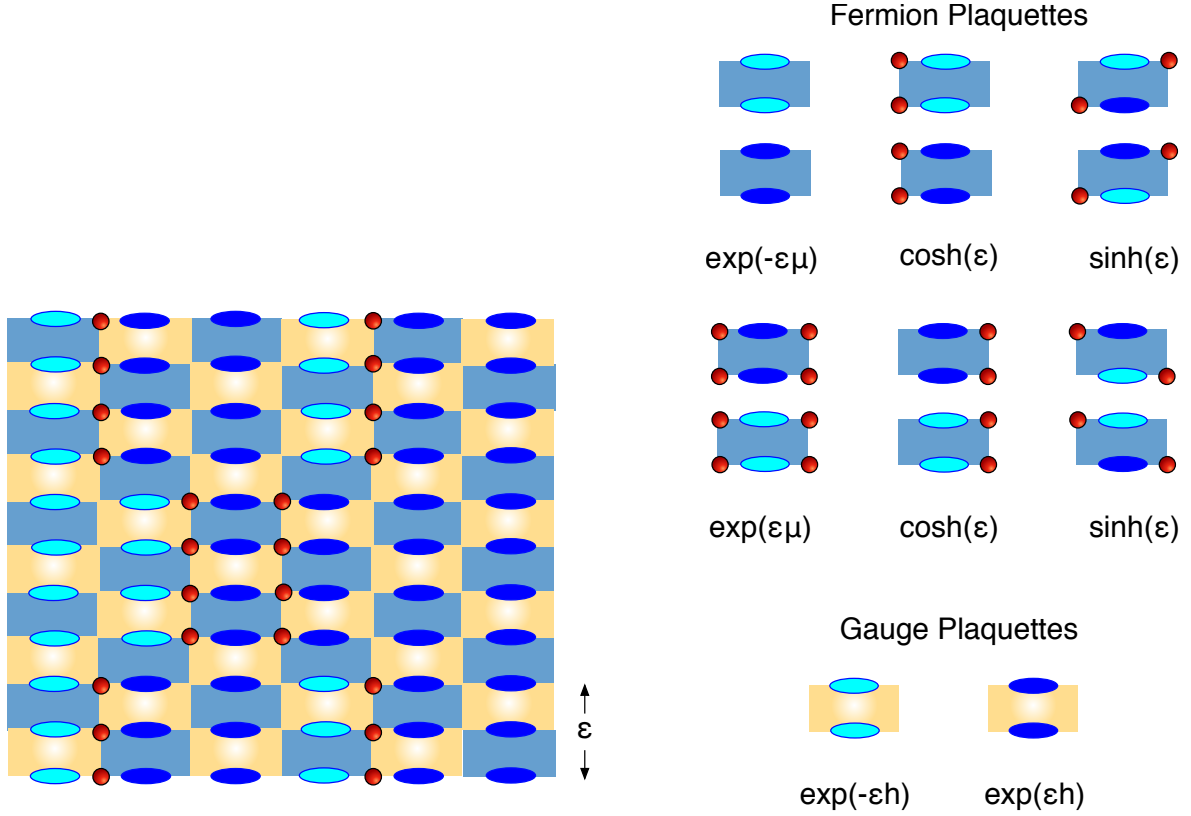 Fermion Plaquettes
exp(-εμ) cosh(ε) sinh(ε)
exp(εμ) cosh(ε) sinh(ε)
Gauge Plaquettes
ε
exp(-εh) exp(εh)